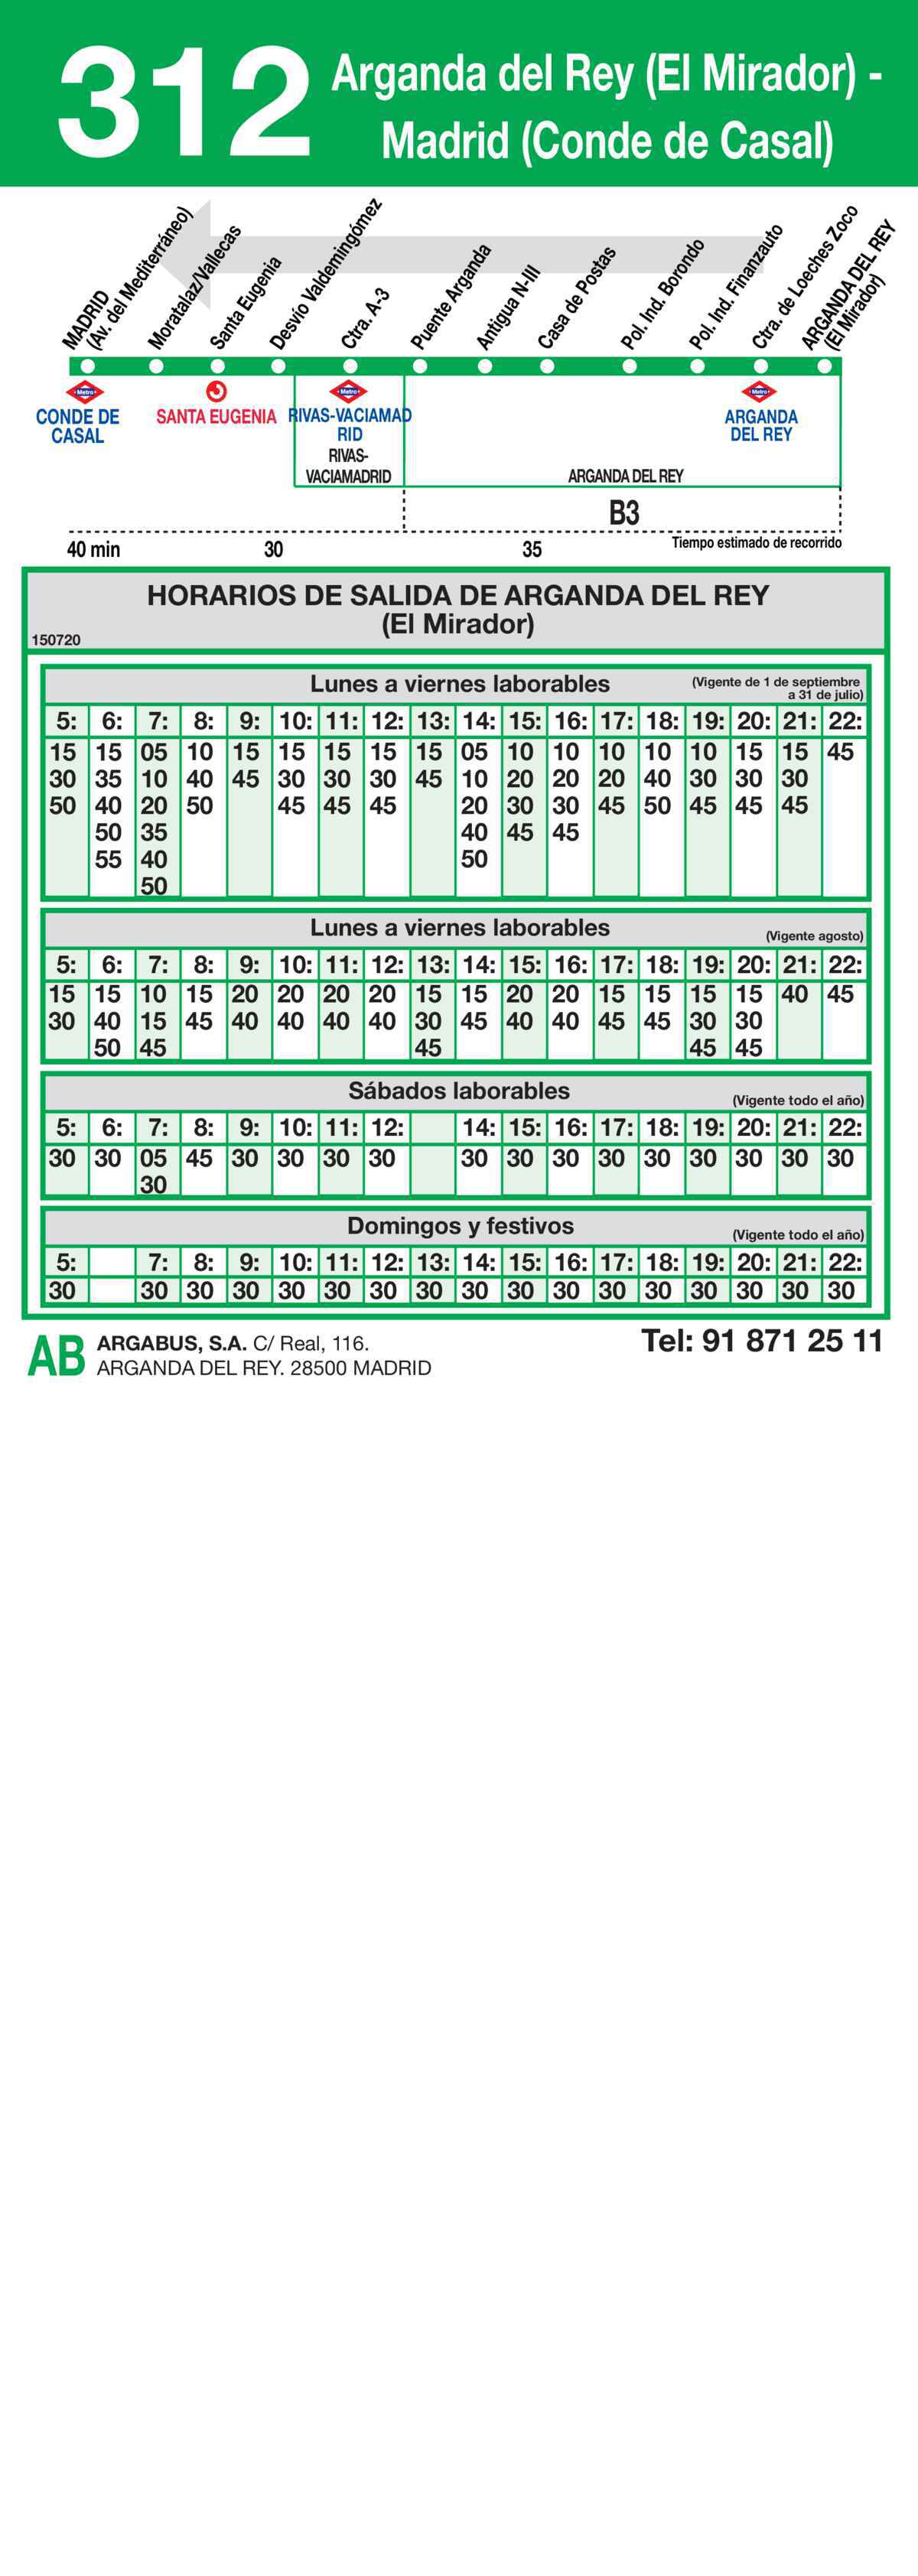 312
Arganda del Rey (El Mirador) -
Madrid (Conde de Casal)
MADRID
(Av. del Mediterráneo)
Moratalaz/Vallecas
Santa Eugenia
Desvío Valdemingómez
Ctra. A-3
Puente Arganda
Antigua N-III
Casa de Postas
Pol. Ind. Borondo
Pol. Ind. Finanzauto
Ctra. de Loeches Zoco
ARGANDA DEL REY
(El Mirador)
Metro
Metro
Metro
CONDE DE
CASAL
SANTA EUGENIA
RIVAS-VACIAMAD
RID
ARGANDA
DEL REY
RIVAS-
VACIAMADRID
ARGANDA DEL REY
B3
40 min 30 35 Tiempo estimado de recorrido
HORARIOS DE SALIDA DE ARGANDA DEL REY
(El Mirador)
150720
Lunes a viernes laborables
(Vigente de 1 de septiembre
a 31 de julio)
5: 6: 7: 8: 9: 10: 11: 12: 13: 14: 15: 16: 17: 18: 19: 20: 21: 22:
15 15 05 10 15 15 15 15 15 05 10 10 10 10 10 15 15 45
30 35 10 40 45 30 30 30 45 10 20 20 20 40 30 30 30
50 40 20 50 45 45 45 20 30 30 45 50 45 45 45
50 35 40 45 45
55 40 50
50
Lunes a viernes laborables
(Vigente agosto)
5: 6: 7: 8: 9: 10: 11: 12: 13: 14: 15: 16: 17: 18: 19: 20: 21: 22:
15 15 10 15 20 20 20 20 15 15 20 20 15 15 15 15 40 45
30 40 15 45 40 40 40 40 30 45 40 40 45 45 30 30
50 45 45 45 45
Sábados laborables
(Vigente todo el año)
5: 6: 7: 8: 9: 10: 11: 12: 14: 15: 16: 17: 18: 19: 20: 21: 22:
30 30 05 45 30 30 30 30 30 30 30 30 30 30 30 30 30
30
Domingos y festivos
(Vigente todo el año)
5: 7: 8: 9: 10: 11: 12: 13: 14: 15: 16: 17: 18: 19: 20: 21: 22:
30 30 30 30 30 30 30 30 30 30 30 30 30 30 30 30 30
AB
ARGABUS, S.A. C/ Real, 116.
ARGANDA DEL REY. 28500 MADRID
Tel: 91 871 25 11